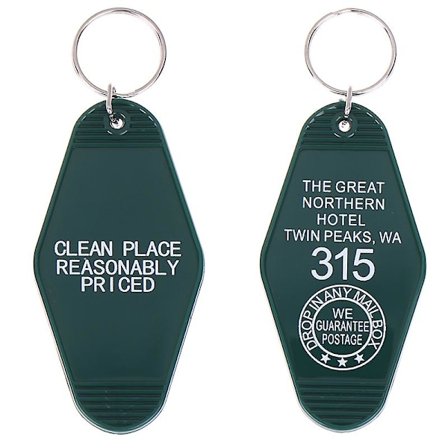 CLEAN PLACE
REASONABLY
PRICED
THE GREAT
NORTHERN
HOTEL
TWIN PEAKS, WA
315
DROP IN ANY MAIL BOX
WE
GUARANTEE
POSTAGE